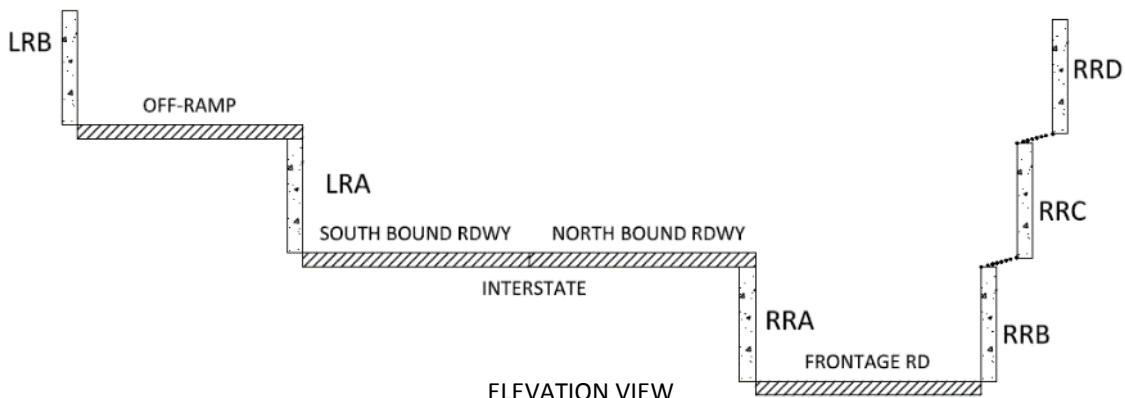 LRB
RRD
OFF-RAMP
LRA
RRC
SOUTH BOUND RDWY
NORTH BOUND RDWY
INTERSTATE
RRA
RRB
FRONTAGE RD
ELEVATION VIEW